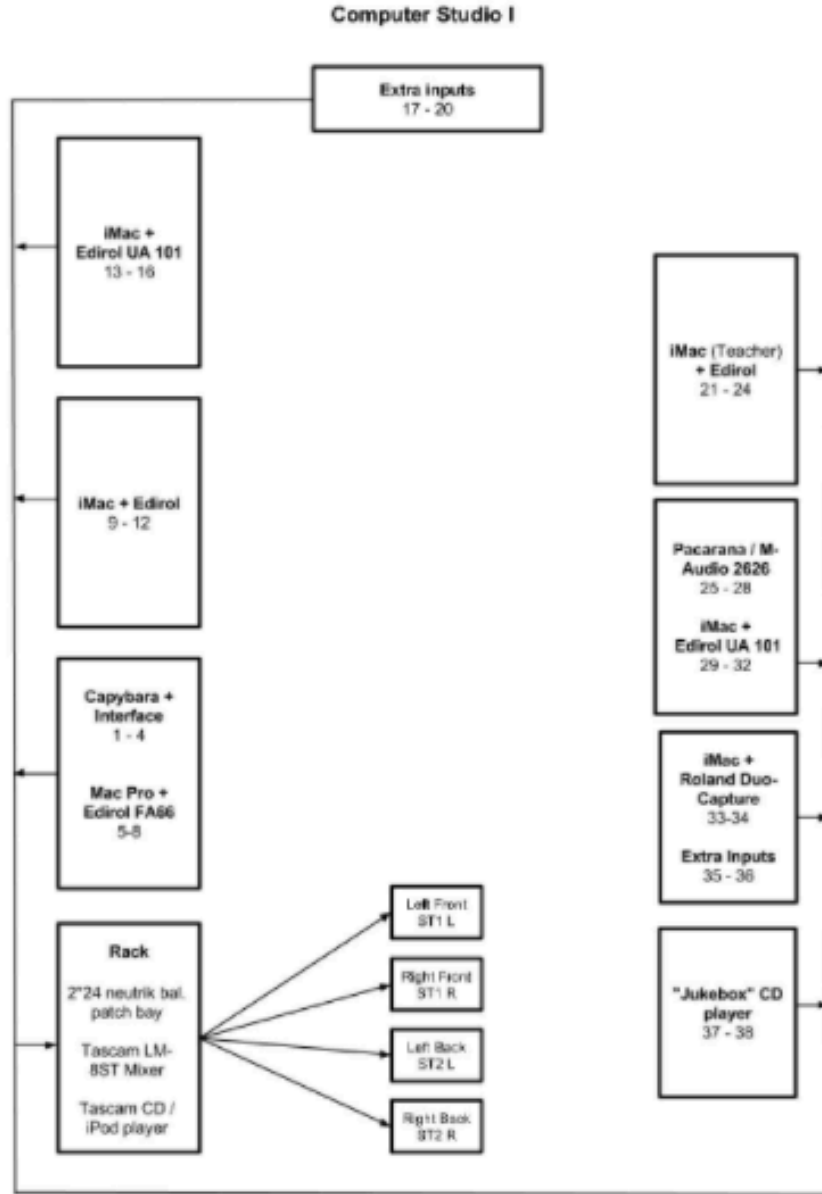 Computer Studio I
Extra inputs
17 - 20
iMac +
Edirol UA 101
13 - 16
iMac (Teacher)
+ Edirol
21 - 24
iMac + Edirol
9 - 12
Pacarana / M-
Audio 2626
25 - 28
iMac +
Edirol UA 101
29 - 32
Capybara +
Interface
1 - 4
Mac Pro +
Edirol FA66
5-8
iMac +
Roland Duo-
Capture
33-34
Extra Inputs
35 - 36
Rack
2*24 neutrik bal.
patch bay
Tascam LM-
8ST Mixer
Tascam CD /
iPod player
Left Front
ST1 L
Right Front
ST1 R
Left Back
ST2 L
Right Back
ST2 R
"Jukebox" CD
player
37 - 38